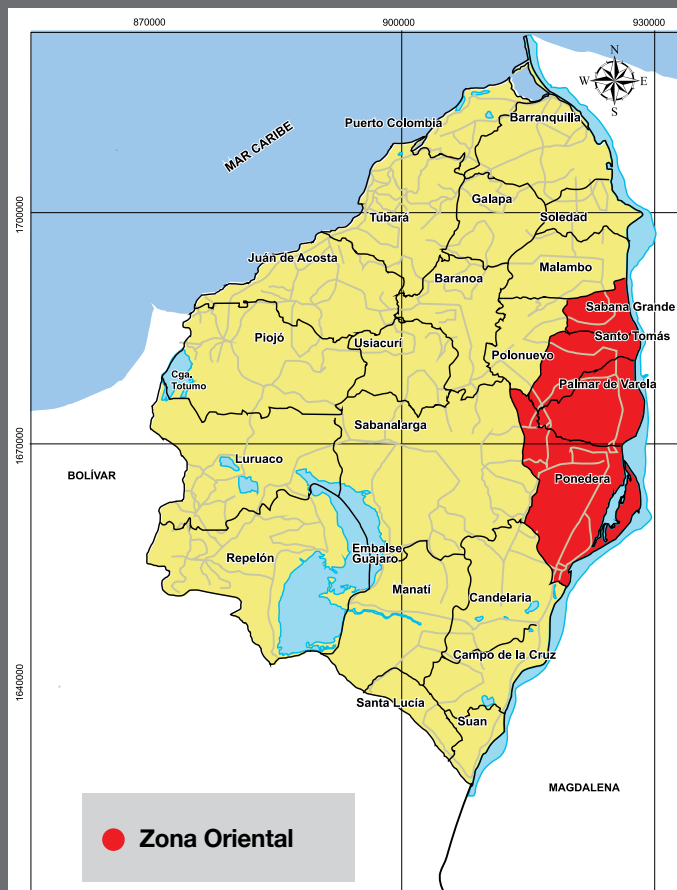 870000
900000
930000
N
W
E
S
MAR CARIBE
Puerto Colombia
Barranquilla
Galapa
1700000
Tubará
Soledad
Juán de Acosta
Malambo
Baranoa
Sabana Grande
Piojó
Usiacurí
Santo Tomás
Polonuevo
Cga.
Totumo
Palmar de Varela
Sabanalarga
1670000
Luruaco
BOLÍVAR
Ponedera
Repelón
Embalse
Guajaro
Manatí
Candelaria
Campo de la Cruz
1640000
Santa Lucía
Suan
MAGDALENA
Zona Oriental